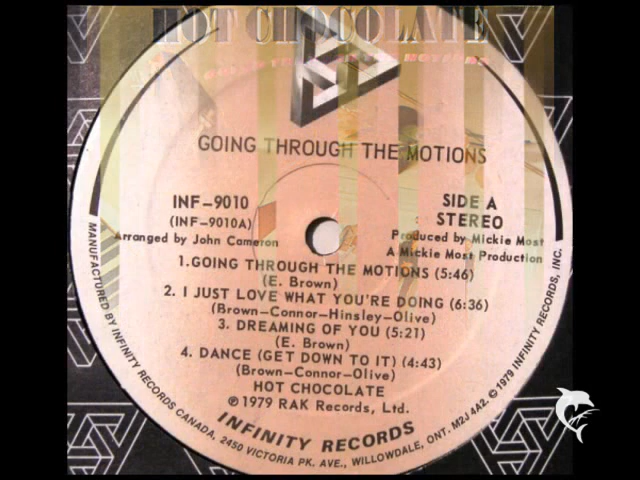 HOT CHOCOLATE
GOING THROUGH THE MOTIONS
INF-9010
(INF-9010A)
SIDE A
STEREO
Arranged by John Cameron
Produced by Mickie Most
A Mickie Most Production
1.GOING THROUGH THE MOTIONS (5:46)
(E. Brown)
2. I JUST LOVE WHAT YOU'RE DOING (6:36)
(Brown-Connor-Hinsley-Olive)
3. DREAMING OF YOU (5:21)
(E. Brown)
4. DANCE (GET DOWN TO IT) (4:43)
(Brown-Connor-Olive)
HOT CHOCOLATE
℗ 1979 RAK Records, Ltd.
INFINITY RECORDS
MANUFACTURED BY INFINITY RECORDS CANADA, 2450 VICTORIA PK. AVE., WILLOWDALE, ONT. M2J 4A2. © 1979 INFINITY RECORDS, INC.